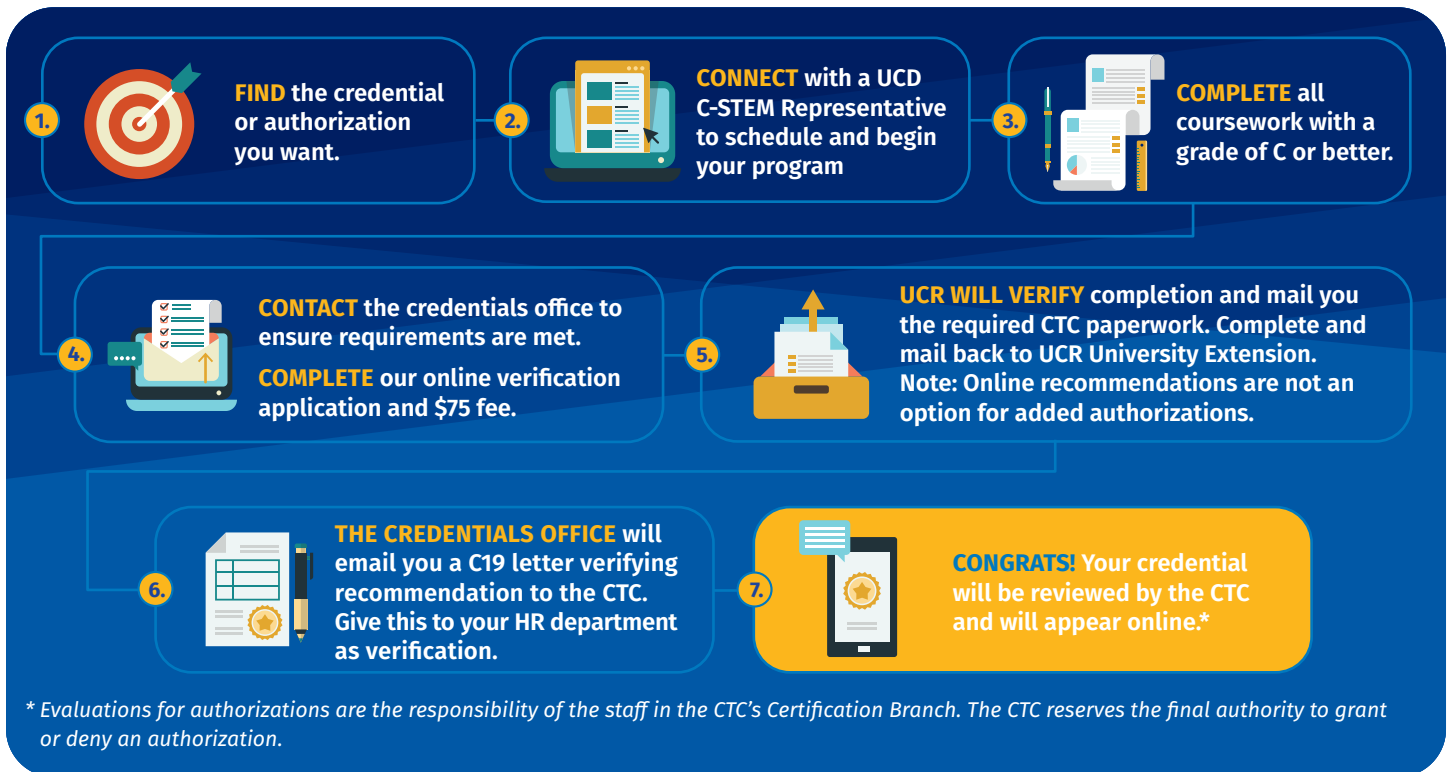 1.
FIND the credential
or authorization
you want.
2.
CONNECT with a UCD
C-STEM Representative
to schedule and begin
your program
3.
COMPLETE all
coursework with a
grade of C or better.
4.
CONTACT the credentials office to
ensure requirements are met.
COMPLETE our online verification
application and $75 fee.
5.
UCR WILL VERIFY completion and mail you
the required CTC paperwork. Complete and
mail back to UCR University Extension.
Note: Online recommendations are not an
option for added authorizations.
6.
THE CREDENTIALS OFFICE will
email you a C19 letter verifying
recommendation to the CTC.
Give this to your HR department
as verification.
7.
CONGRATS! Your credential
will be reviewed by the CTC
and will appear online.*
* Evaluations for authorizations are the responsibility of the staff in the CTC's Certification Branch. The CTC reserves the final authority to grant
or deny an authorization.